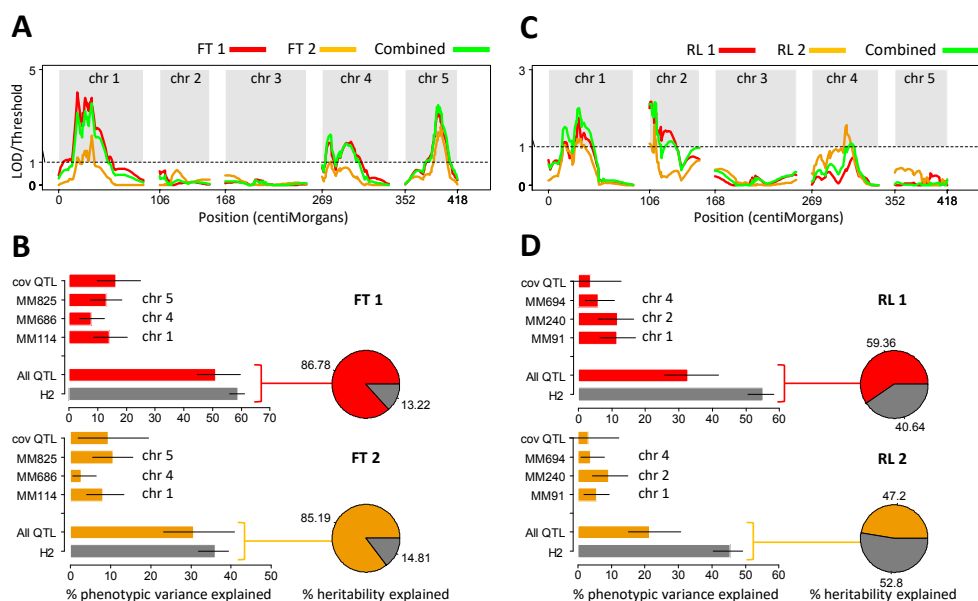 A
FT 1 FT 2 Combined
5
chr 1 chr 2 chr 3 chr 4 chr 5
LOD/Threshold
1
0
0 106 168 269 352 418
Position (centiMorgans)
C
RL 1 RL 2 Combined
3
chr 1 chr 2 chr 3 chr 4 chr 5
1
0
0 106 168 269 352 418
Position (centiMorgans)
B
cov QTL
MM825 chr 5
MM686 chr 4
MM114 chr 1
All QTL
H2
0 10 20 30 40 50 60 70
FT 1
86.78
13.22
cov QTL
MM825 chr 5
MM686 chr 4
MM114 chr 1
All QTL
H2
0 10 20 30 40 50
% phenotypic variance explained
FT 2
85.19
14.81
% heritability explained
D
cov QTL
MM694 chr 4
MM240 chr 2
MM91 chr 1
All QTL
H2
0 10 20 30 40 50 60
RL 1
59.36
40.64
cov QTL
MM694 chr 4
MM240 chr 2
MM91 chr 1
All QTL
H2
0 10 20 30 40 50 60
% phenotypic variance explained
RL 2
47.2
52.8
% heritability explained